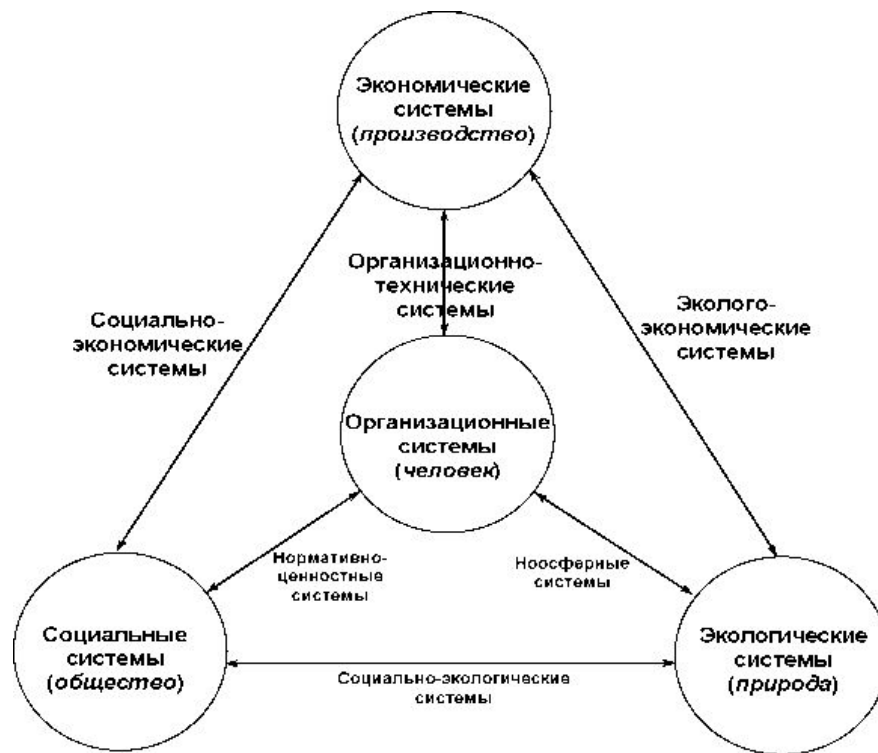 Экономические
системы
(производство)
Организационно-
технические
системы
Социально-
экономические
системы
Эколого-
экономические
системы
Организационные
системы
(человек)
Нормативно-
ценностные
системы
Ноосферные
системы
Социальные
системы
(общество)
Экологические
системы
(природа)
Социально-экологические
системы